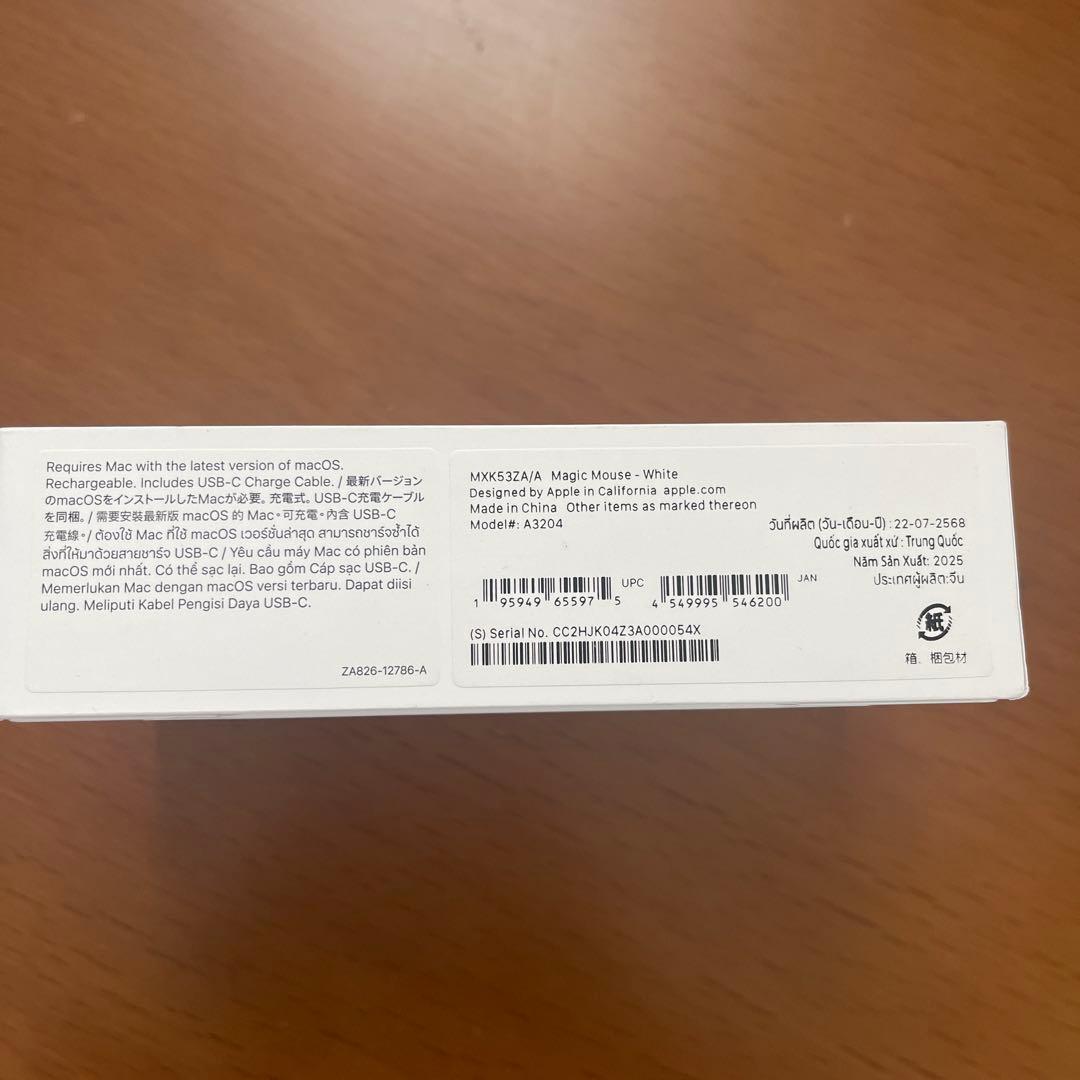 Requires Mac with the latest version of macOS.
Rechargeable. Includes USB-C Charge Cable. / 最新バージョン
のmacOSをインストールしたMacが必要。充電式。USB-C充電ケーブル
を同梱。/ 需要安裝最新版 macOS 的 Mac。可充電。內含 USB-C
充電線。/ ต้องใช้ Mac ที่ใช้ macOS เวอร์ชั่นล่าสุด สามารถชาร์จซ้ำได้
สิ่งที่ให้มาด้วยสายชาร์จ USB-C / Yêu cầu máy Mac có phiên bản
macOS mới nhất. Có thể sạc lại. Bao gồm Cáp sạc USB-C. /
Memerlukan Mac dengan macOS versi terbaru. Dapat diisi
ulang. Meliputi Kabel Pengisi Daya USB-C.
ZA826-12786-A
MXK53ZA/A Magic Mouse - White
Designed by Apple in California apple.com
Made in China Other items as marked thereon
Model#: A3204
วันที่ผลิต (วัน-เดือน-ปี) : 22-07-2568
Quốc gia xuất xứ : Trung Quốc
Năm Sản Xuất: 2025
ประเทศผู้ผลิต:จีน
UPC
1 95949 65597 5
JAN
4 549995 546200
(S) Serial No. CC2HJK04Z3A000054X
紙
箱、梱包材